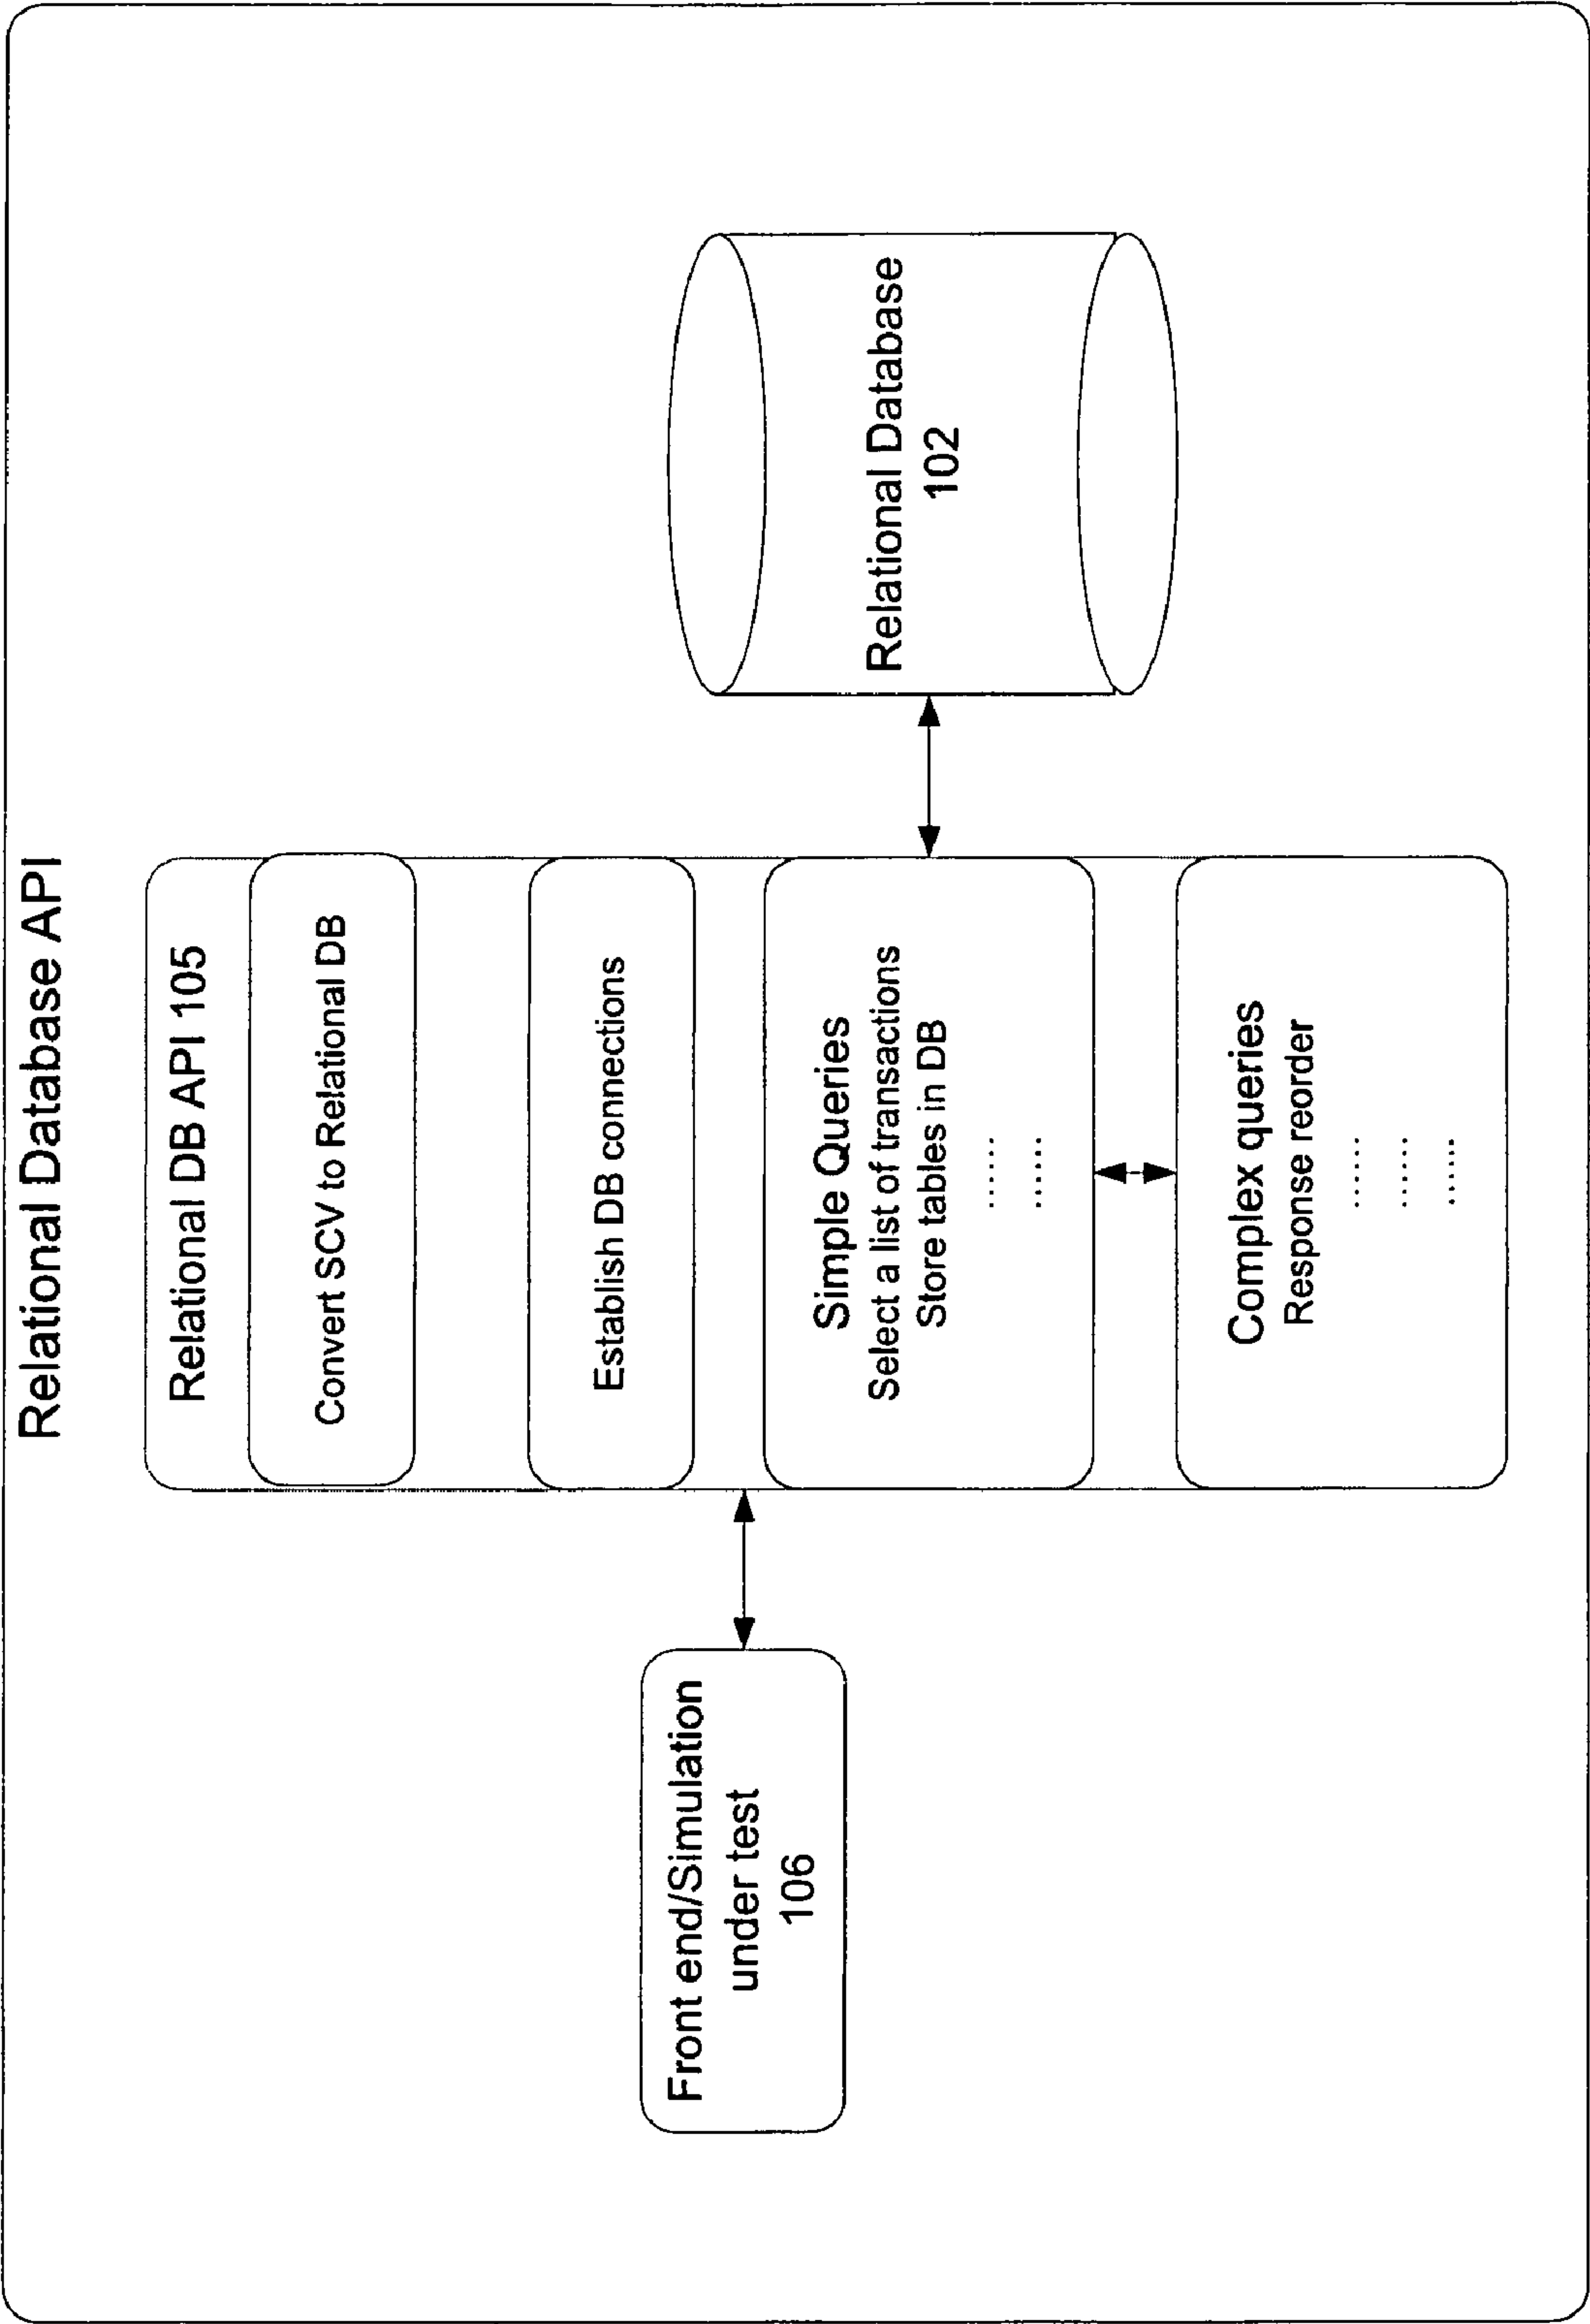 Relational Database API
Front end/Simulation
under test
106
Relational DB API 105
Convert SCV to Relational DB
Establish DB connections
Simple Queries
Select a list of transactions
Store tables in DB
......
......
Complex queries
Response reorder
......
......
......
Relational Database
102